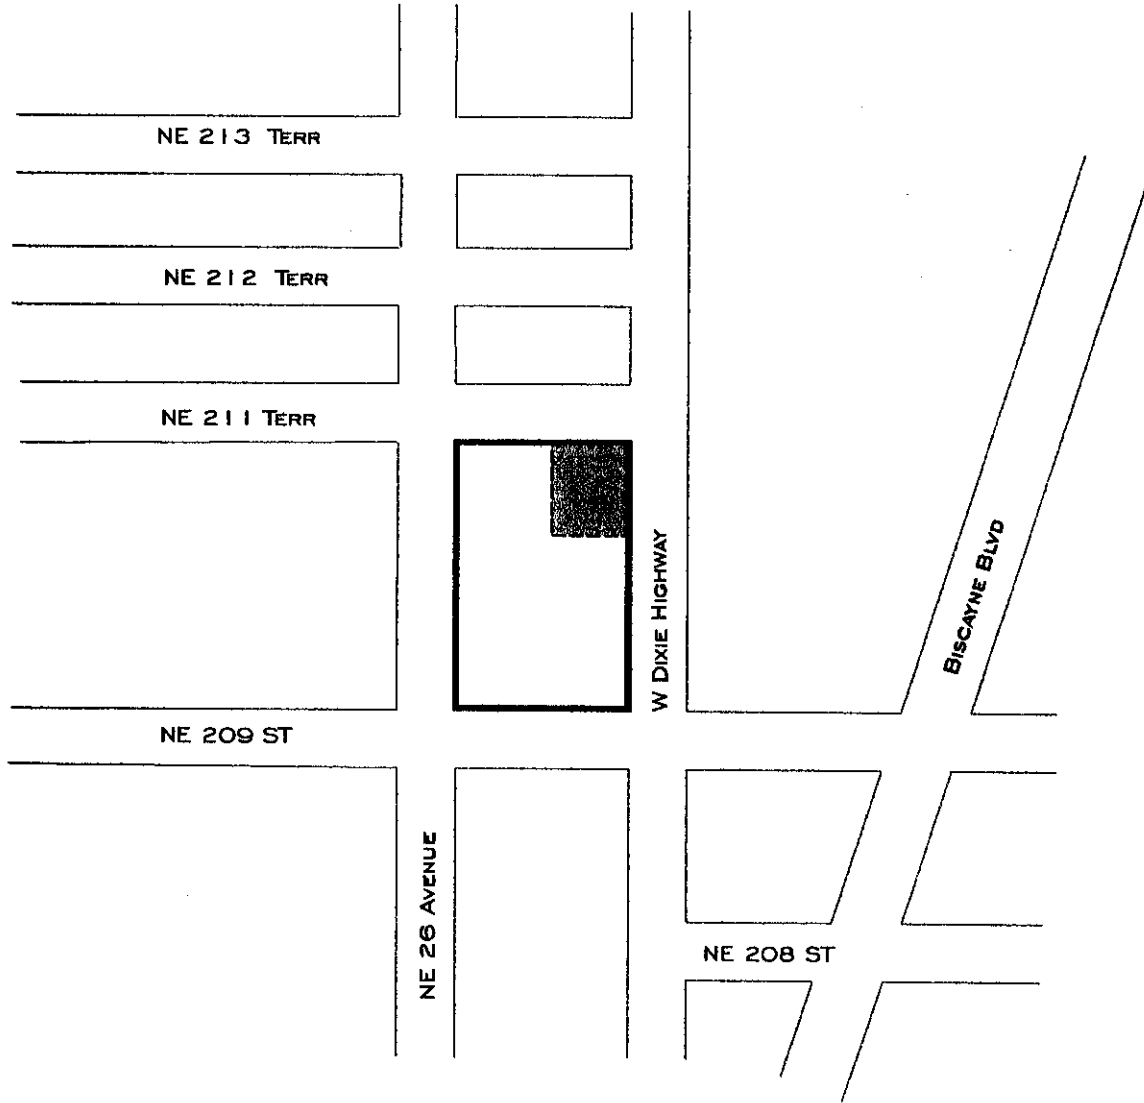 NE 213 TERR
NE 212 TERR
NE 211 TERR
W DIXIE HIGHWAY
BISCAYNE BLVD
NE 209 ST
NE 26 AVENUE
NE 208 ST